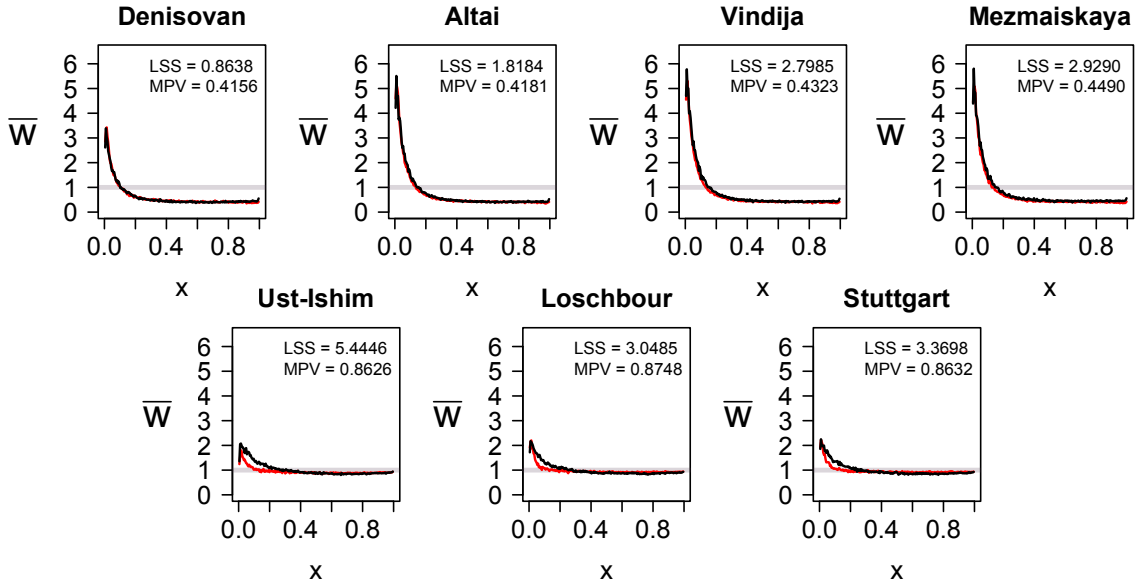 Denisovan
Altai
Vindija
Mezmaiskaya
LSS = 0.8638
MPV = 0.4156
W
0
1
2
3
4
5
6
0.0 0.4 0.8
x
LSS = 1.8184
MPV = 0.4181
W
0
1
2
3
4
5
6
0.0 0.4 0.8
x
LSS = 2.7985
MPV = 0.4323
W
0
1
2
3
4
5
6
0.0 0.4 0.8
x
LSS = 2.9290
MPV = 0.4490
W
0
1
2
3
4
5
6
0.0 0.4 0.8
x
Ust-Ishim
Loschbour
Stuttgart
LSS = 5.4446
MPV = 0.8626
W
0
1
2
3
4
5
6
0.0 0.4 0.8
x
LSS = 3.0485
MPV = 0.8748
W
0
1
2
3
4
5
6
0.0 0.4 0.8
x
LSS = 3.3698
MPV = 0.8632
W
0
1
2
3
4
5
6
0.0 0.4 0.8
x